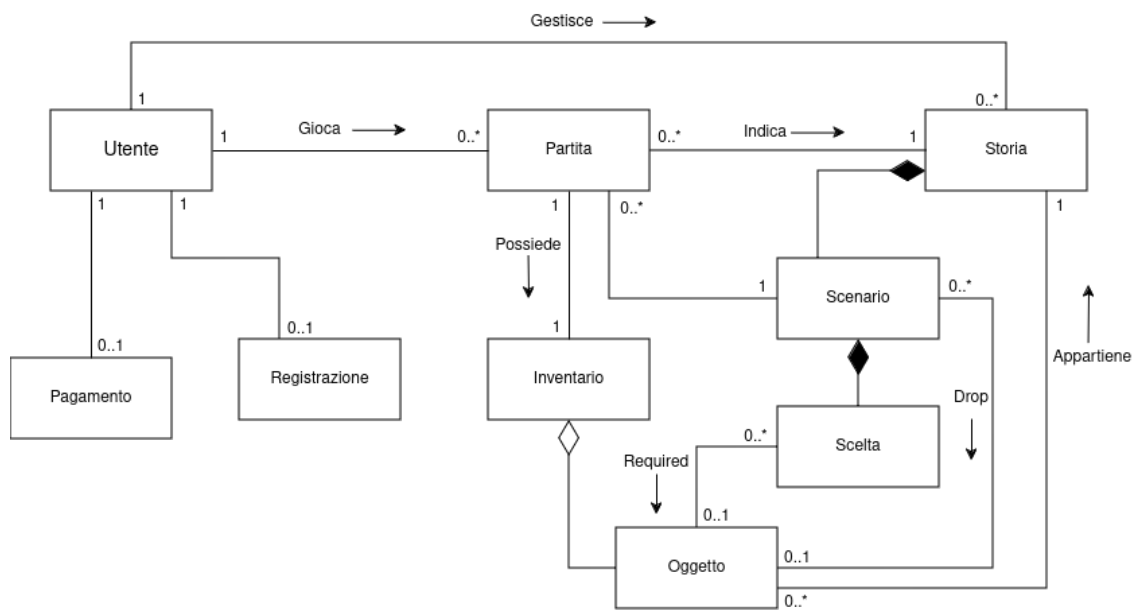 Gestisce
1
0..*
Utente
1
Gioca
0..*
Partita
0..*
Indica
1
Storia
1
1
1
0..*
1
Possiede
1
Scenario
0..*
0..1
0..1
1
Appartiene
Pagamento
Registrazione
Inventario
Drop
0..*
Scelta
Required
0..1
Oggetto
0..1
0..*